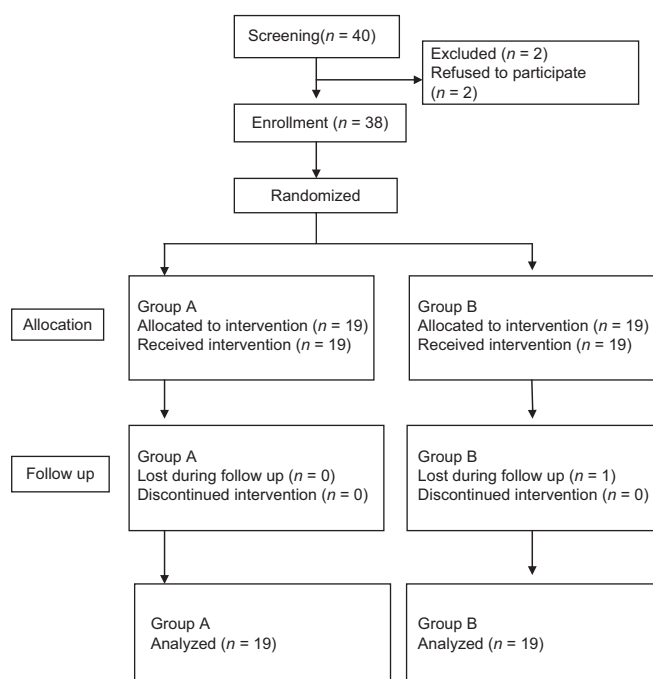 Screening(n = 40)
Excluded (n = 2)
Refused to participate
(n = 2)
Enrollment (n = 38)
Randomized
Allocation
Group A
Allocated to intervention (n = 19)
Received intervention (n = 19)
Group B
Allocated to intervention (n = 19)
Received intervention (n = 19)
Follow up
Group A
Lost during follow up (n = 0)
Discontinued intervention (n = 0)
Group B
Lost during follow up (n = 1)
Discontinued intervention (n = 0)
Group A
Analyzed (n = 19)
Group B
Analyzed (n = 19)